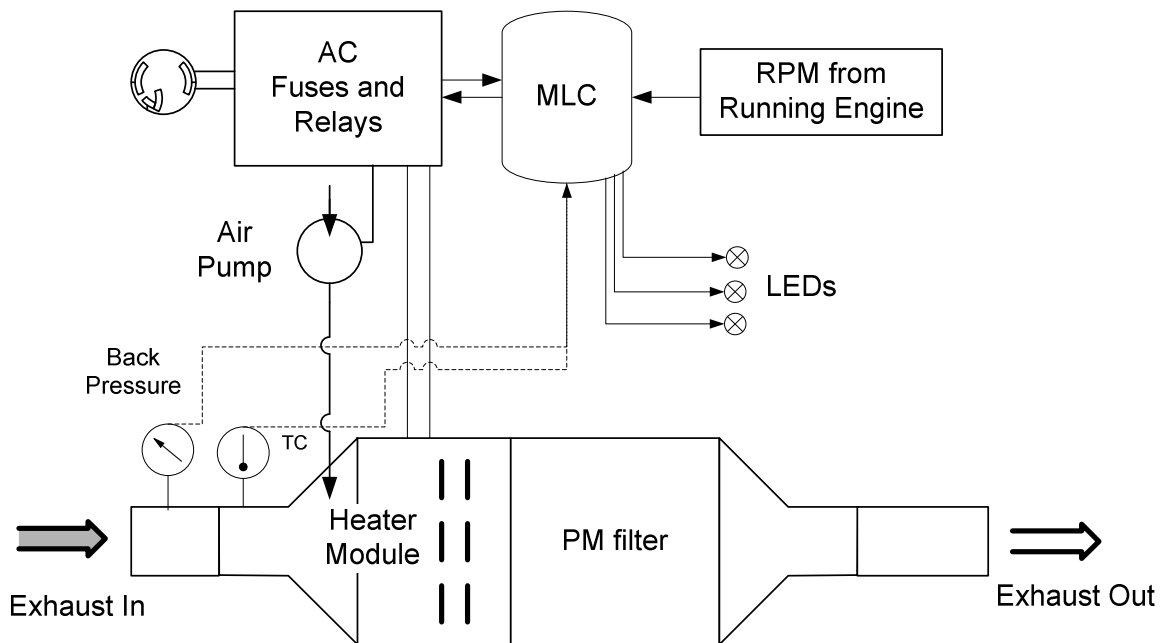 AC
Fuses and
Relays
MLC
RPM from
Running Engine
Air
Pump
LEDs
Back
Pressure
TC
Heater
Module
PM filter
Exhaust In
Exhaust Out